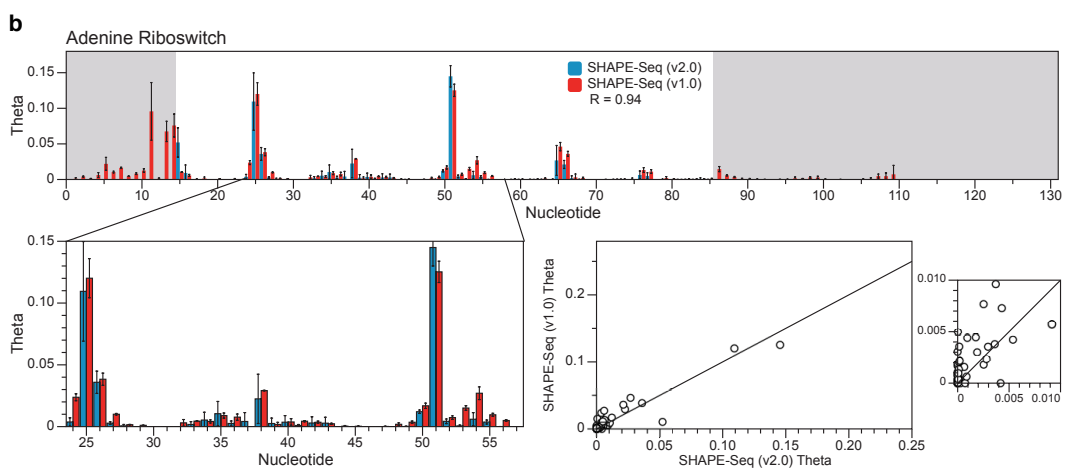 b
Adenine Riboswitch
Theta
0.15
0.10
0.05
0
SHAPE-Seq (v2.0)
SHAPE-Seq (v1.0)
R = 0.94
0 10 20 30 40 50 60 70 80 90 100 110 120 130
Nucleotide
Theta
0.15
0.10
0.05
0
25 30 35 40 45 50 55
Nucleotide
SHAPE-Seq (v1.0) Theta
0.2
0.1
0
0 0.05 0.10 0.15 0.20 0.25
SHAPE-Seq (v2.0) Theta
0.010
0.005
0
0 0.005 0.010